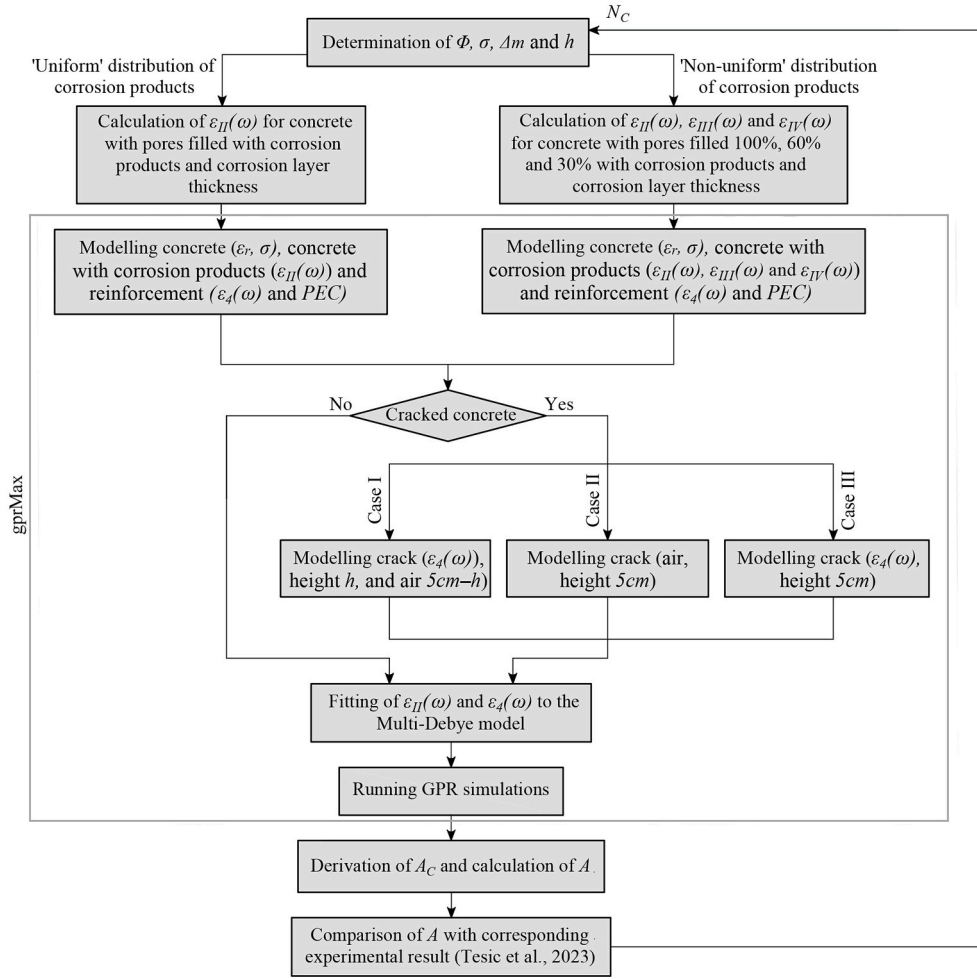 N_C
Determination of Φ, σ, Δm and h
'Uniform' distribution of
corrosion products
'Non-uniform' distribution
of corrosion products
Calculation of ε_II(ω) for concrete
with pores filled with corrosion
products and corrosion layer
thickness
Calculation of ε_II(ω), ε_III(ω) and ε_IV(ω)
for concrete with pores filled 100%, 60%
and 30% with corrosion products and
corrosion layer thickness
Modelling concrete (ε_r, σ), concrete
with corrosion products (ε_II(ω)) and
reinforcement (ε_4(ω) and PEC)
Modelling concrete (ε_r, σ), concrete with
corrosion products (ε_II(ω), ε_III(ω) and ε_IV(ω))
and reinforcement (ε_4(ω) and PEC)
No
Cracked concrete
Yes
gprMax
Case I
Case II
Case III
Modelling crack (ε_4(ω)),
height h, and air 5cm–h)
Modelling crack (air,
height 5cm)
Modelling crack (ε_4(ω),
height 5cm)
Fitting of ε_II(ω) and ε_4(ω) to the
Multi-Debye model
Running GPR simulations
Derivation of A_C and calculation of A
Comparison of A with corresponding
experimental result (Tesic et al., 2023)